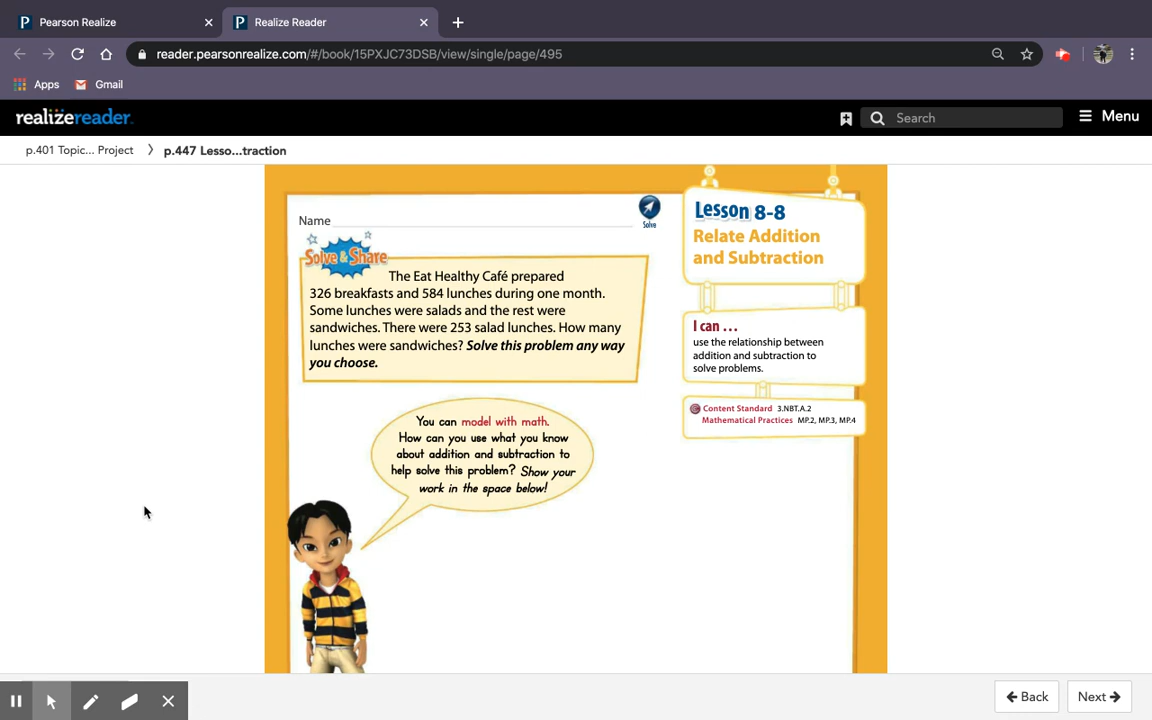 Pearson Realize
Realize Reader
reader.pearsonrealize.com/#/book/15PXJC73DSB/view/single/page/495
Apps
Gmail
realizereader.
Search
Menu
p.401 Topic... Project
p.447 Lesso...traction
Name
Solve
Solve & Share
The Eat Healthy Café prepared
326 breakfasts and 584 lunches during one month.
Some lunches were salads and the rest were
sandwiches. There were 253 salad lunches. How many
lunches were sandwiches? Solve this problem any way
you choose.
Lesson 8-8
Relate Addition
and Subtraction
I can ...
use the relationship between
addition and subtraction to
solve problems.
Content Standard 3.NBT.A.2
Mathematical Practices MP.2, MP.3, MP.4
You can model with math.
How can you use what you know
about addition and subtraction to
help solve this problem? Show your
work in the space below!
Back
Next